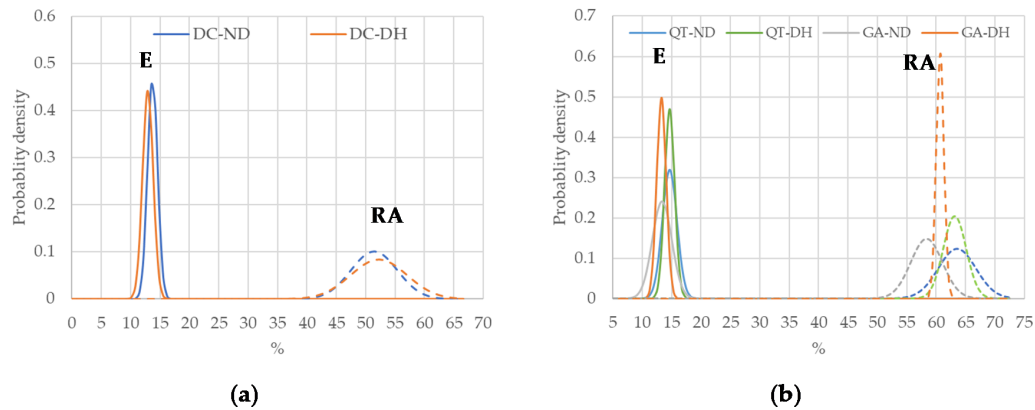 0.6
DC-ND DC-DH
0.5
E
0.4
0.3
0.2
RA
0.1
0
0 5 10 15 20 25 30 35 40 45 50 55 60 65 70
%
Probablity density
(a)
0.7
QT-ND QT-DH GA-ND GA-DH
0.6
E
RA
0.5
0.4
0.3
0.2
0.1
0
5 10 15 20 25 30 35 40 45 50 55 60 65 70 75
%
Probablity density
(b)